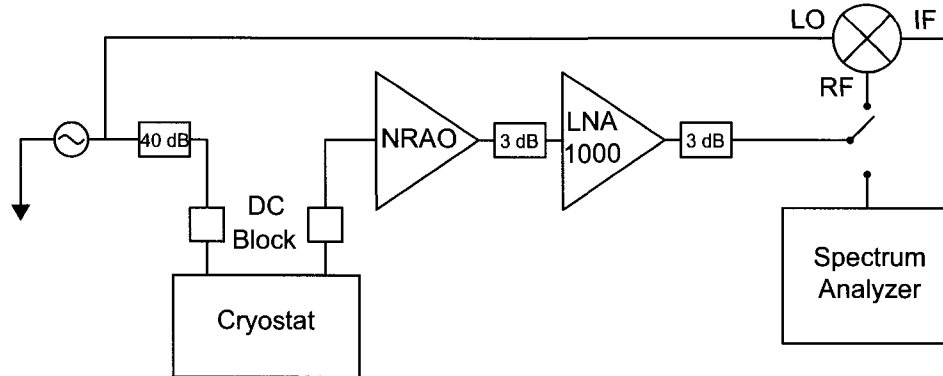 LO
IF
RF
40 dB
NRAO
3 dB
LNA
1000
3 dB
DC
Block
Cryostat
Spectrum
Analyzer